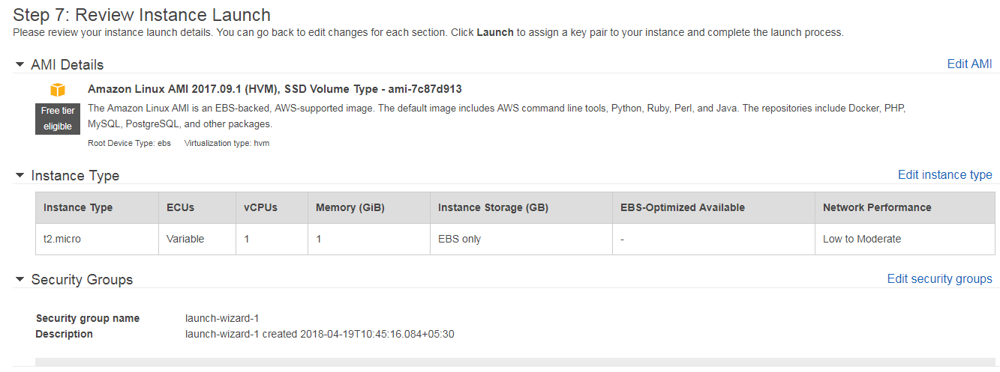 Step 7: Review Instance Launch
Please review your instance launch details. You can go back to edit changes for each section. Click Launch to assign a key pair to your instance and complete the launch process.
AMI Details
Edit AMI
Amazon Linux AMI 2017.09.1 (HVM), SSD Volume Type - ami-7c87d913
Free tier
eligible
The Amazon Linux AMI is an EBS-backed, AWS-supported image. The default image includes AWS command line tools, Python, Ruby, Perl, and Java. The repositories include Docker, PHP,
MySQL, PostgreSQL, and other packages.
Root Device Type: ebs Virtualization type: hvm
Instance Type
Edit instance type
Instance Type ECUs vCPUs Memory (GiB) Instance Storage (GB) EBS-Optimized Available Network Performance
t2.micro Variable 1 1 EBS only - Low to Moderate
Security Groups
Edit security groups
Security group name launch-wizard-1
Description launch-wizard-1 created 2018-04-19T10:45:16.084+05:30